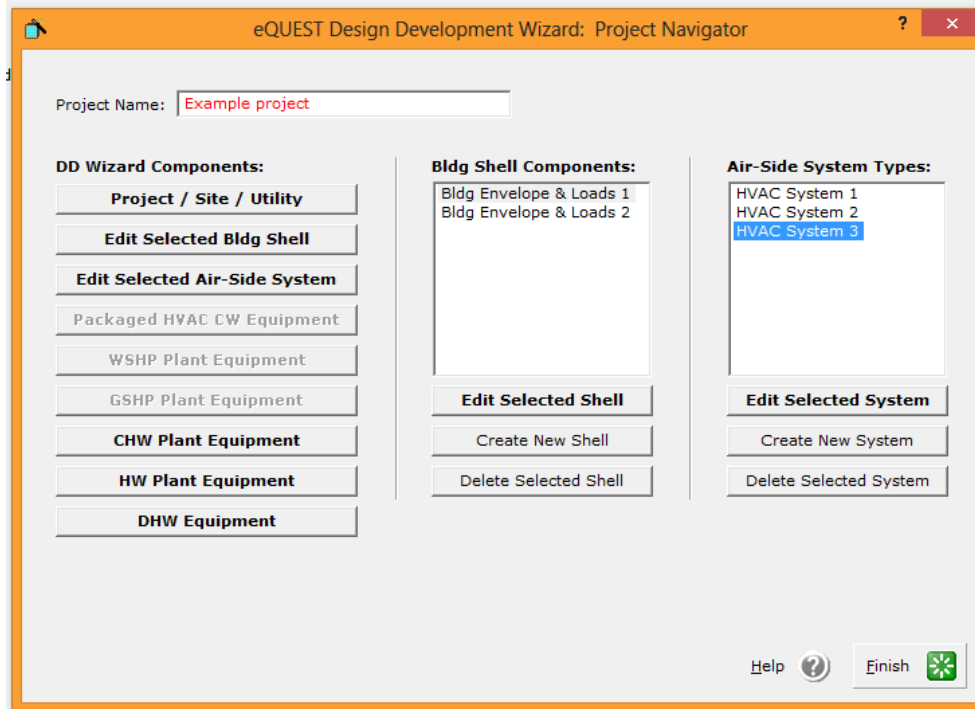 eQUEST Design Development Wizard: Project Navigator
?
×
d
Project Name: Example project
DD Wizard Components:
Project / Site / Utility
Edit Selected Bldg Shell
Edit Selected Air-Side System
Packaged HVAC CW Equipment
WSHP Plant Equipment
GSHP Plant Equipment
CHW Plant Equipment
HW Plant Equipment
DHW Equipment
Bldg Shell Components:
Bldg Envelope & Loads 1
Bldg Envelope & Loads 2
Edit Selected Shell
Create New Shell
Delete Selected Shell
Air-Side System Types:
HVAC System 1
HVAC System 2
HVAC System 3
Edit Selected System
Create New System
Delete Selected System
Help ?
Finish